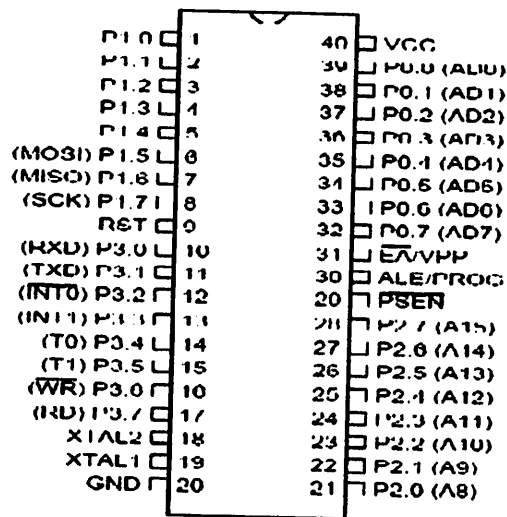 P1.0 1
P1.1 2
P1.2 3
P1.3 4
P1.4 5
(MOSI) P1.5 6
(MISO) P1.6 7
(SCK) P1.7 8
RST 9
(RXD) P3.0 10
(TXD) P3.1 11
(INT0) P3.2 12
(INT1) P3.3 13
(T0) P3.4 14
(T1) P3.5 15
(WR) P3.6 16
(RD) P3.7 17
XTAL2 18
XTAL1 19
GND 20
40 VCC
39 P0.0 (AD0)
38 P0.1 (AD1)
37 P0.2 (AD2)
36 P0.3 (AD3)
35 P0.4 (AD4)
34 P0.5 (AD5)
33 P0.6 (AD6)
32 P0.7 (AD7)
31 EA/VPP
30 ALE/PROG
29 PSEN
28 P2.7 (A15)
27 P2.6 (A14)
26 P2.5 (A13)
25 P2.4 (A12)
24 P2.3 (A11)
23 P2.2 (A10)
22 P2.1 (A9)
21 P2.0 (A8)